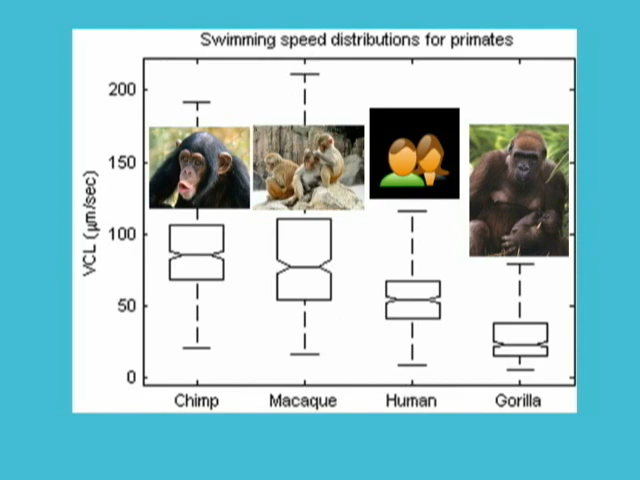 Swimming speed distributions for primates
200
150
100
50
0
VCL (μm/sec)
Chimp Macaque Human Gorilla